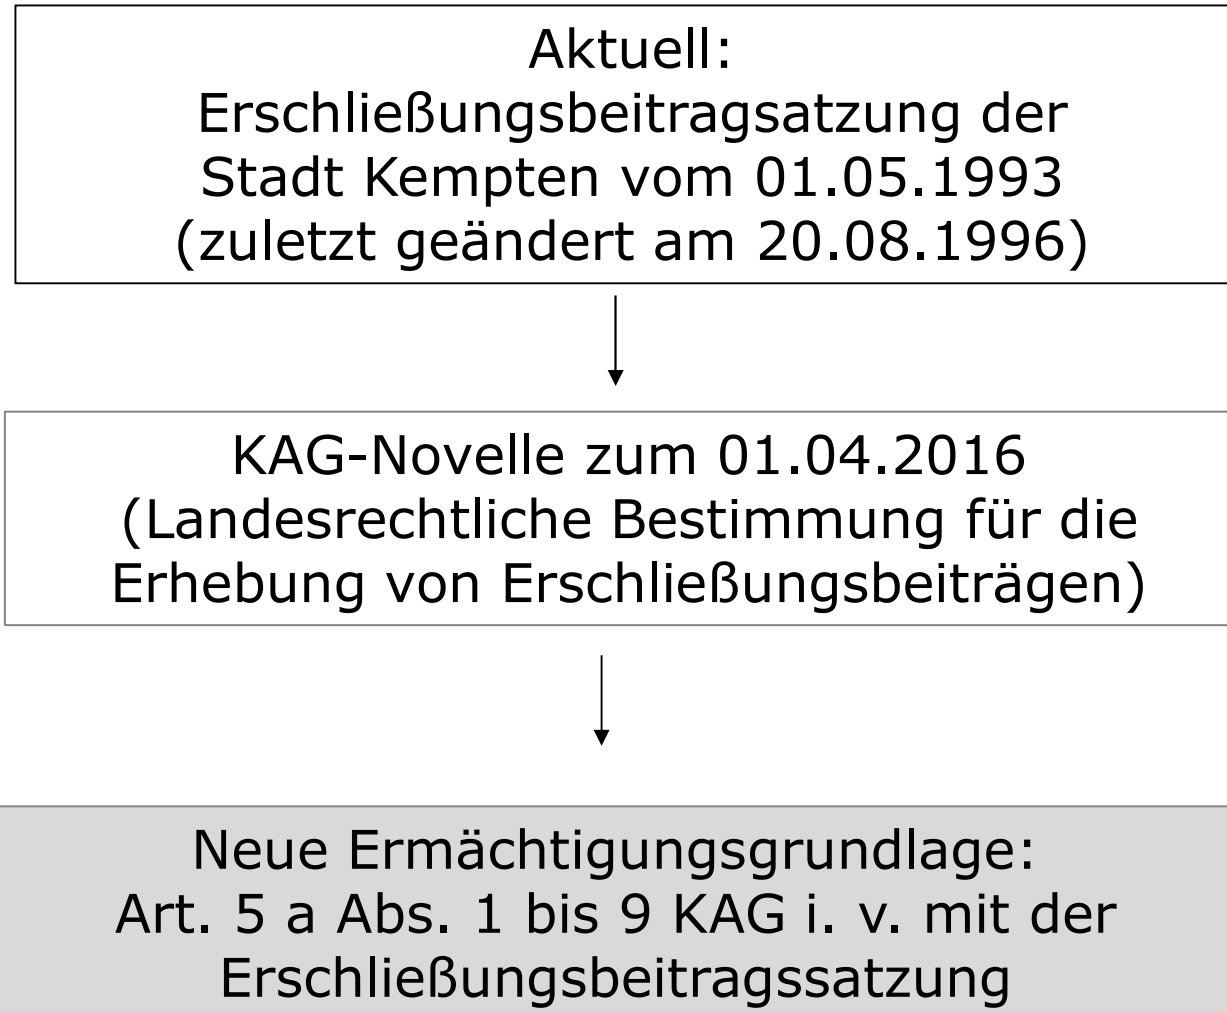 Aktuell:
Erschließungsbeitragsatzung der
Stadt Kempten vom 01.05.1993
(zuletzt geändert am 20.08.1996)
KAG-Novelle zum 01.04.2016
(Landesrechtliche Bestimmung für die
Erhebung von Erschließungsbeiträgen)
Neue Ermächtigungsgrundlage:
Art. 5 a Abs. 1 bis 9 KAG i. v. mit der
Erschließungsbeitragssatzung